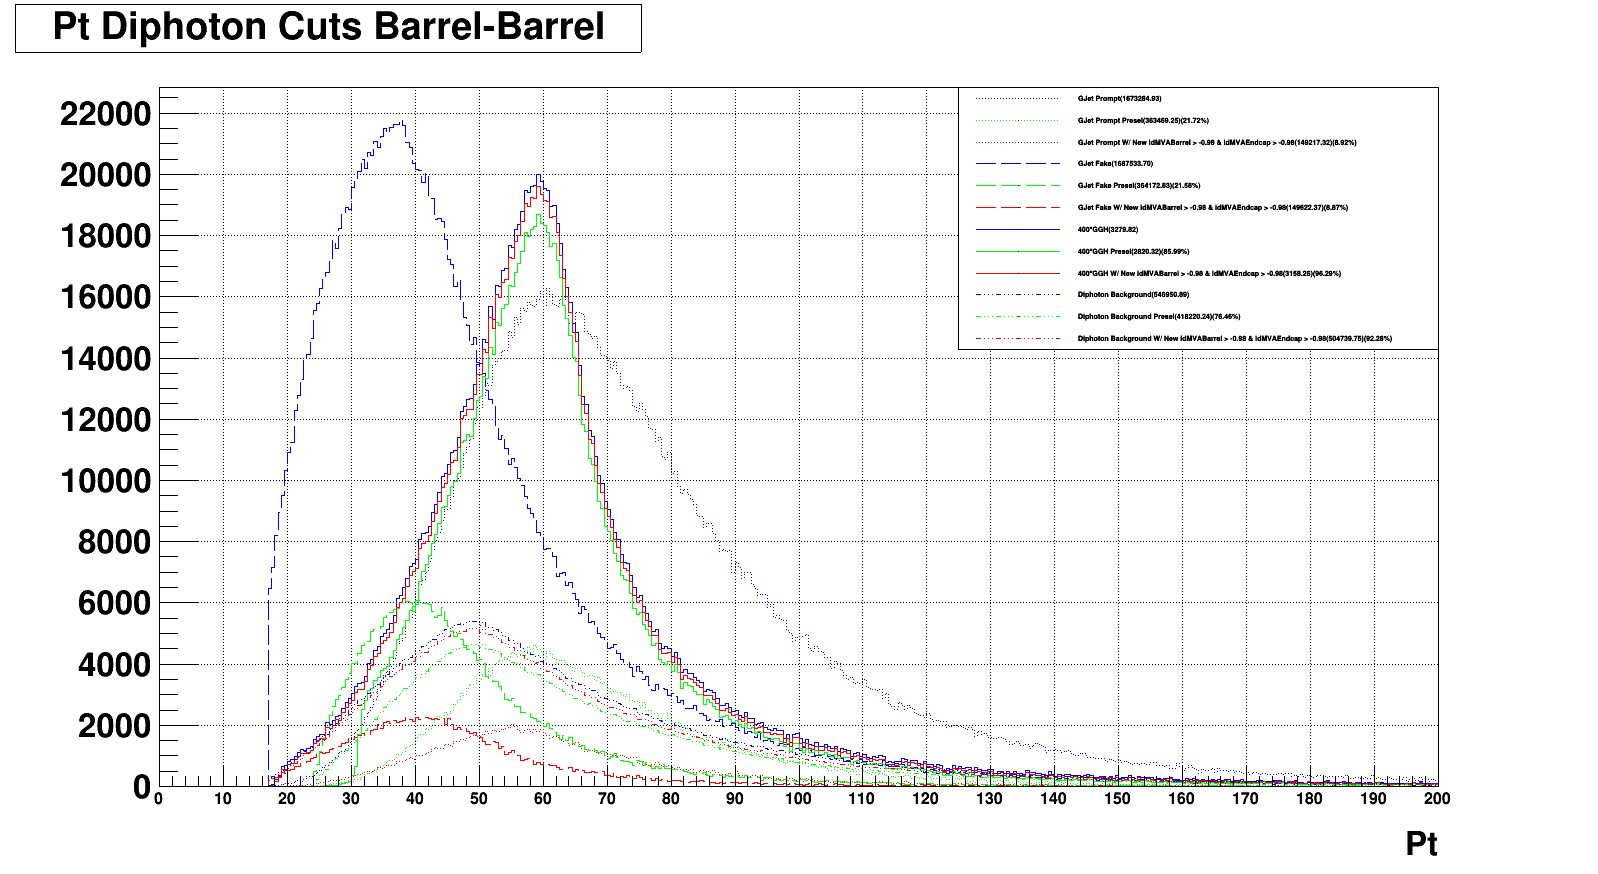 Pt Diphoton Cuts Barrel-Barrel
GJet Prompt(1673284.93)
GJet Prompt Presel(363469.25)(21.72%)
GJet Prompt W/ New IdMVABarrel > -0.98 & IdMVAEndcap > -0.98(149217.32)(8.92%)
GJet Fake(1687533.70)
GJet Fake Presel(364172.83)(21.58%)
GJet Fake W/ New IdMVABarrel > -0.98 & IdMVAEndcap > -0.98(149622.37)(8.87%)
400*GGH(3279.82)
400*GGH Presel(2820.32)(85.99%)
400*GGH W/ New IdMVABarrel > -0.98 & IdMVAEndcap > -0.98(3158.25)(96.29%)
Diphoton Background(546950.89)
Diphoton Background Presel(418220.24)(76.46%)
Diphoton Background W/ New IdMVABarrel > -0.98 & IdMVAEndcap > -0.98(504739.75)(92.28%)
22000
20000
18000
16000
14000
12000
10000
8000
6000
4000
2000
0
0 10 20 30 40 50 60 70 80 90 100 110 120 130 140 150 160 170 180 190 200
Pt